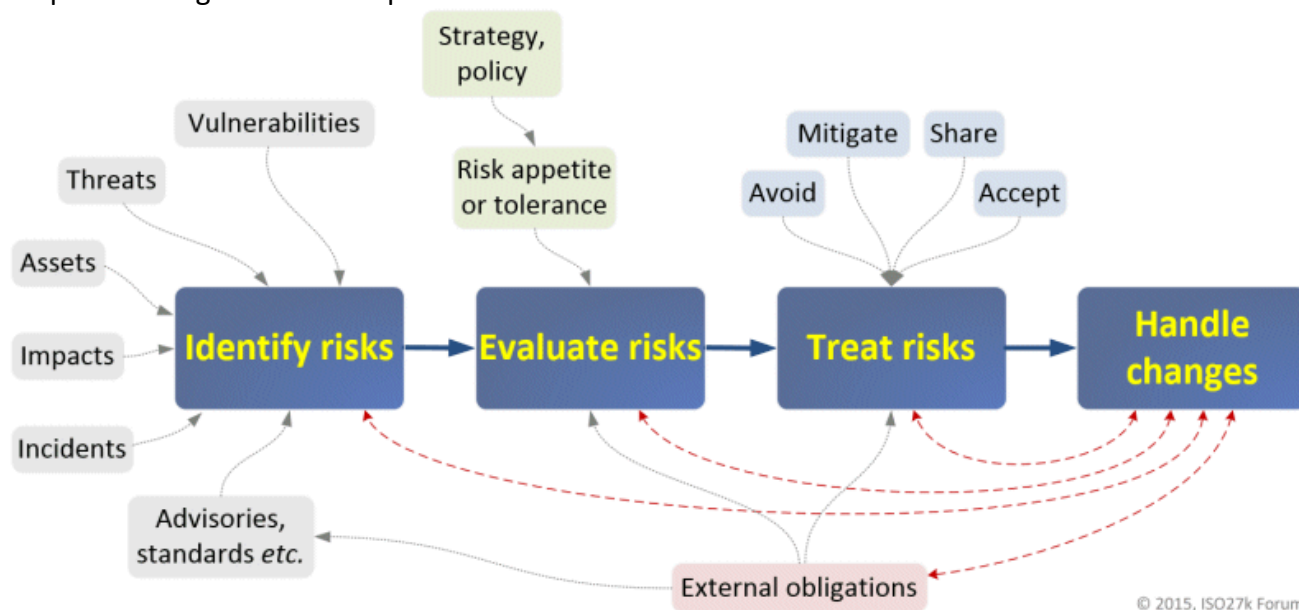 Strategy,
policy
Vulnerabilities
Mitigate
Share
Threats
Risk appetite
or tolerance
Avoid
Accept
Assets
Identify risks
Evaluate risks
Treat risks
Handle
changes
Impacts
Incidents
Advisories,
standards etc.
External obligations
© 2015, ISO27k Forum